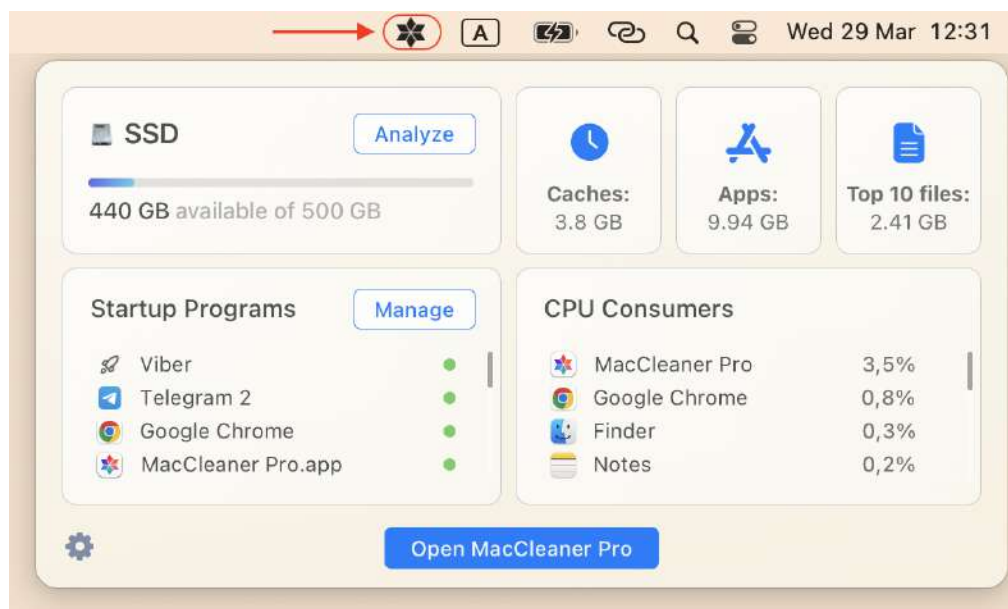 A
Wed 29 Mar 12:31
SSD
Analyze
440 GB available of 500 GB
Caches:
3.8 GB
Apps:
9.94 GB
Top 10 files:
2.41 GB
Startup Programs
Manage
Viber
Telegram 2
Google Chrome
MacCleaner Pro.app
CPU Consumers
MacCleaner Pro 3,5%
Google Chrome 0,8%
Finder 0,3%
Notes 0,2%
Open MacCleaner Pro